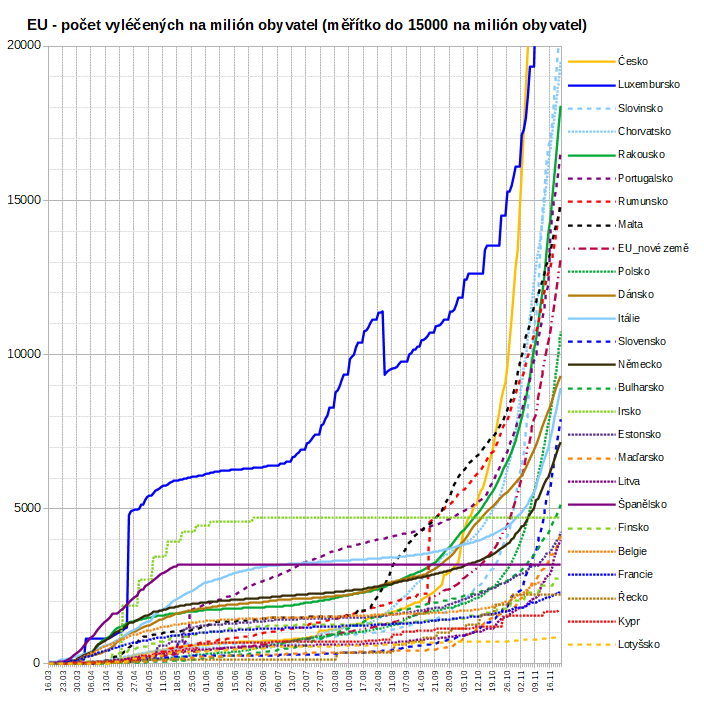 EU - počet vyléčených na milión obyvatel (měřítko do 15000 na milión obyvatel)
20000
15000
10000
5000
0
Česko
Luxembursko
Slovinsko
Chorvatsko
Rakousko
Portugalsko
Rumunsko
Malta
EU_nové země
Polsko
Dánsko
Itálie
Slovensko
Německo
Bulharsko
Irsko
Estonsko
Maďarsko
Litva
Španělsko
Finsko
Belgie
Francie
Řecko
Kypr
Lotyšsko
16.03
23.03
30.03
06.04
13.04
20.04
27.04
04.05
11.05
18.05
25.05
01.06
08.06
15.06
22.06
29.06
06.07
13.07
20.07
27.07
03.08
10.08
17.08
24.08
31.08
07.09
14.09
21.09
28.09
05.10
12.10
19.10
26.10
02.11
09.11
16.11